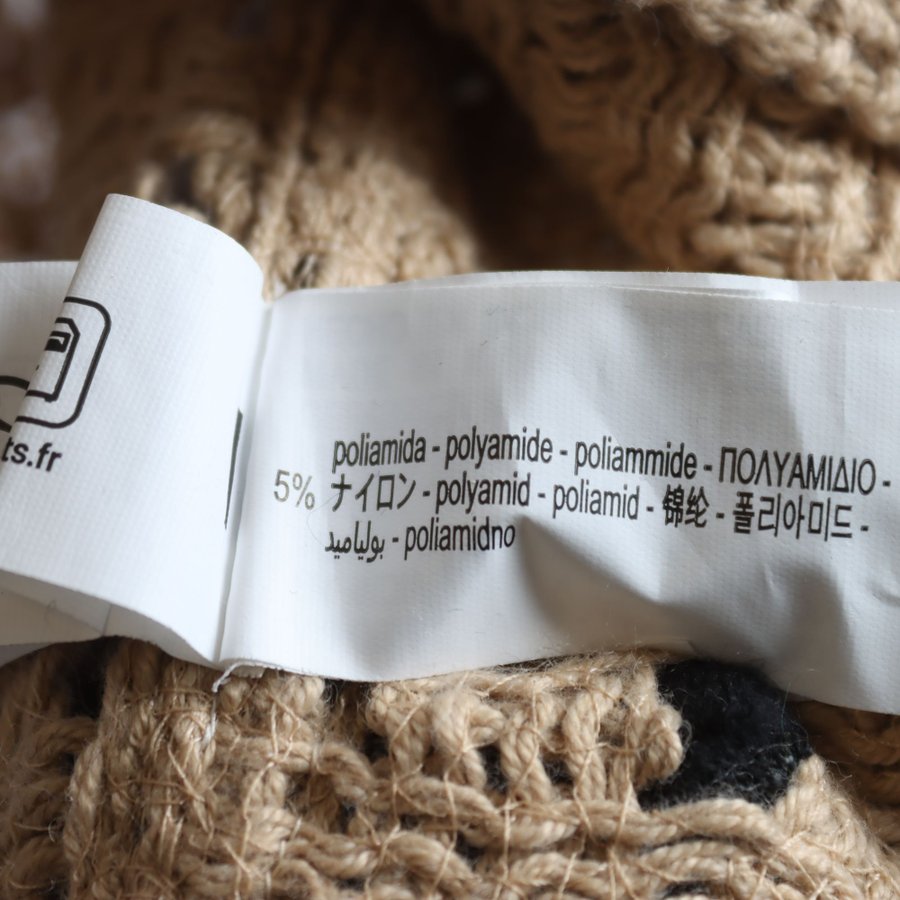 ts.fr
poliamida - polyamide - poliammide - ΠΟΛΥΑΜΙΔΙΟ -
5% ナイロン - polyamid - poliamid - 锦纶 - 폴리아미드 -
بولياميد - poliamidno